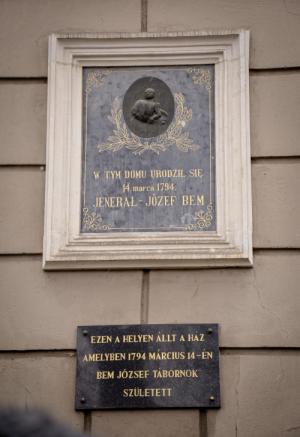 W TYM DOMU URODZIŁ SIĘ
14 marca 1794.
JENERAŁ-JÓZEF BEM
EZEN A HELYEN ÁLLT A HÁZ
AMELYBEN 1794 MÁRCIUS 14-ÉN
BEM JÓZSEF TÁBORNOK
SZÜLETETT